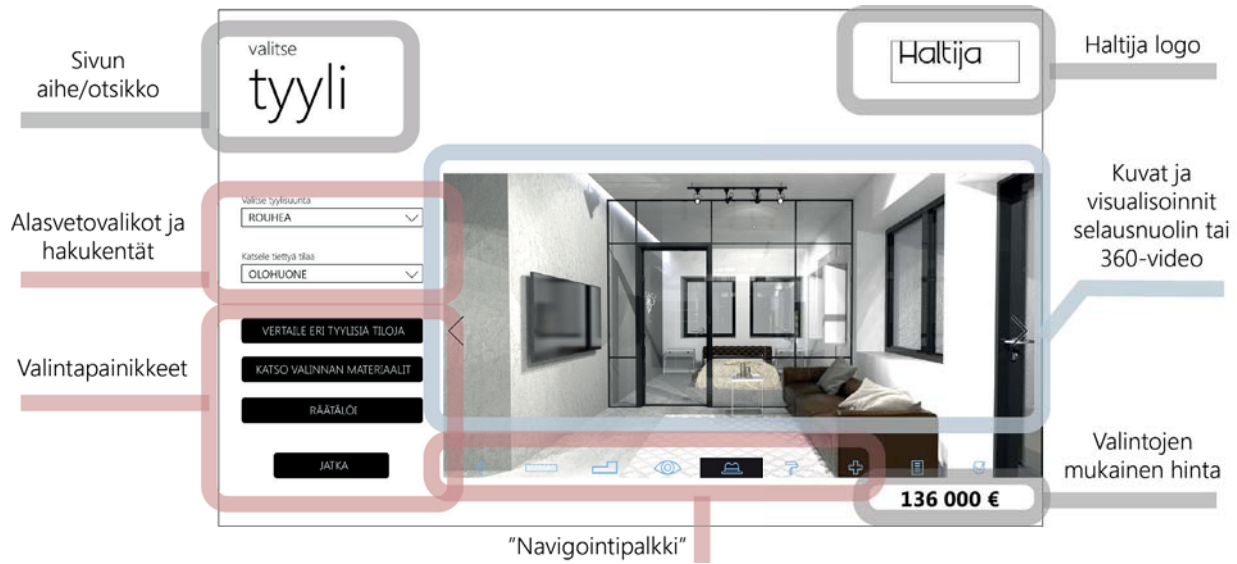 valitse
tyyli
Haltija
Sivun
aihe/otsikko
Haltija logo
Valitse tyylisuunta
ROUHEA
Katsele tiettyä tilaa
OLOHUONE
Alasvetovalikot ja
hakukentät
Kuvat ja
visualisoinnit
selausnuolin tai
360-video
VERTAILE ERI TYYLISIÄ TILOJA
KATSO VALINNAN MATERIAALIT
RÄÄTÄLÖI
JATKA
Valintapainikkeet
Valintojen
mukainen hinta
136 000 €
"Navigointipalkki"